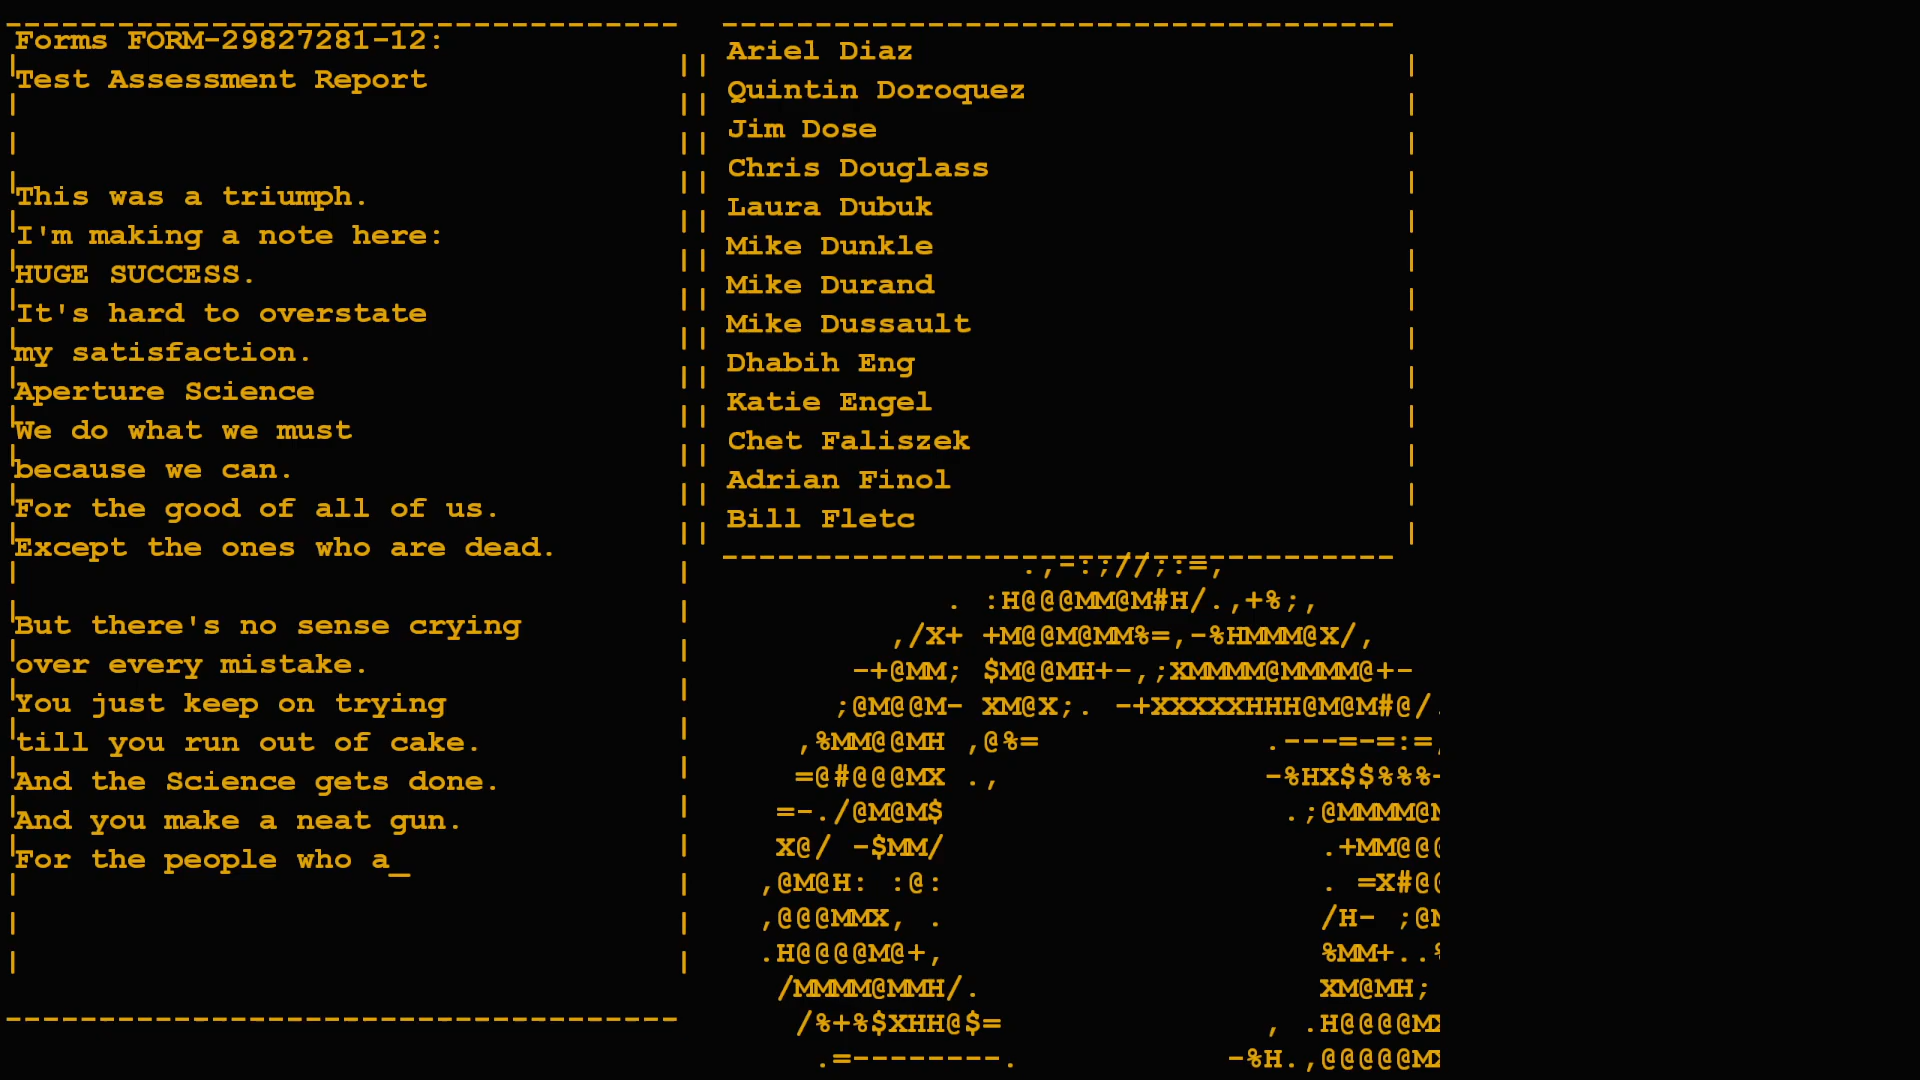 Forms FORM-29827281-12:
Test Assessment Report
This was a triumph.
I'm making a note here:
HUGE SUCCESS.
It's hard to overstate
my satisfaction.
Aperture Science
We do what we must
because we can.
For the good of all of us.
Except the ones who are dead.
But there's no sense crying
over every mistake.
You just keep on trying
till you run out of cake.
And the Science gets done.
And you make a neat gun.
For the people who a_
Ariel Diaz
Quintin Doroquez
Jim Dose
Chris Douglass
Laura Dubuk
Mike Dunkle
Mike Durand
Mike Dussault
Dhabih Eng
Katie Engel
Chet Faliszek
Adrian Finol
Bill Fletc